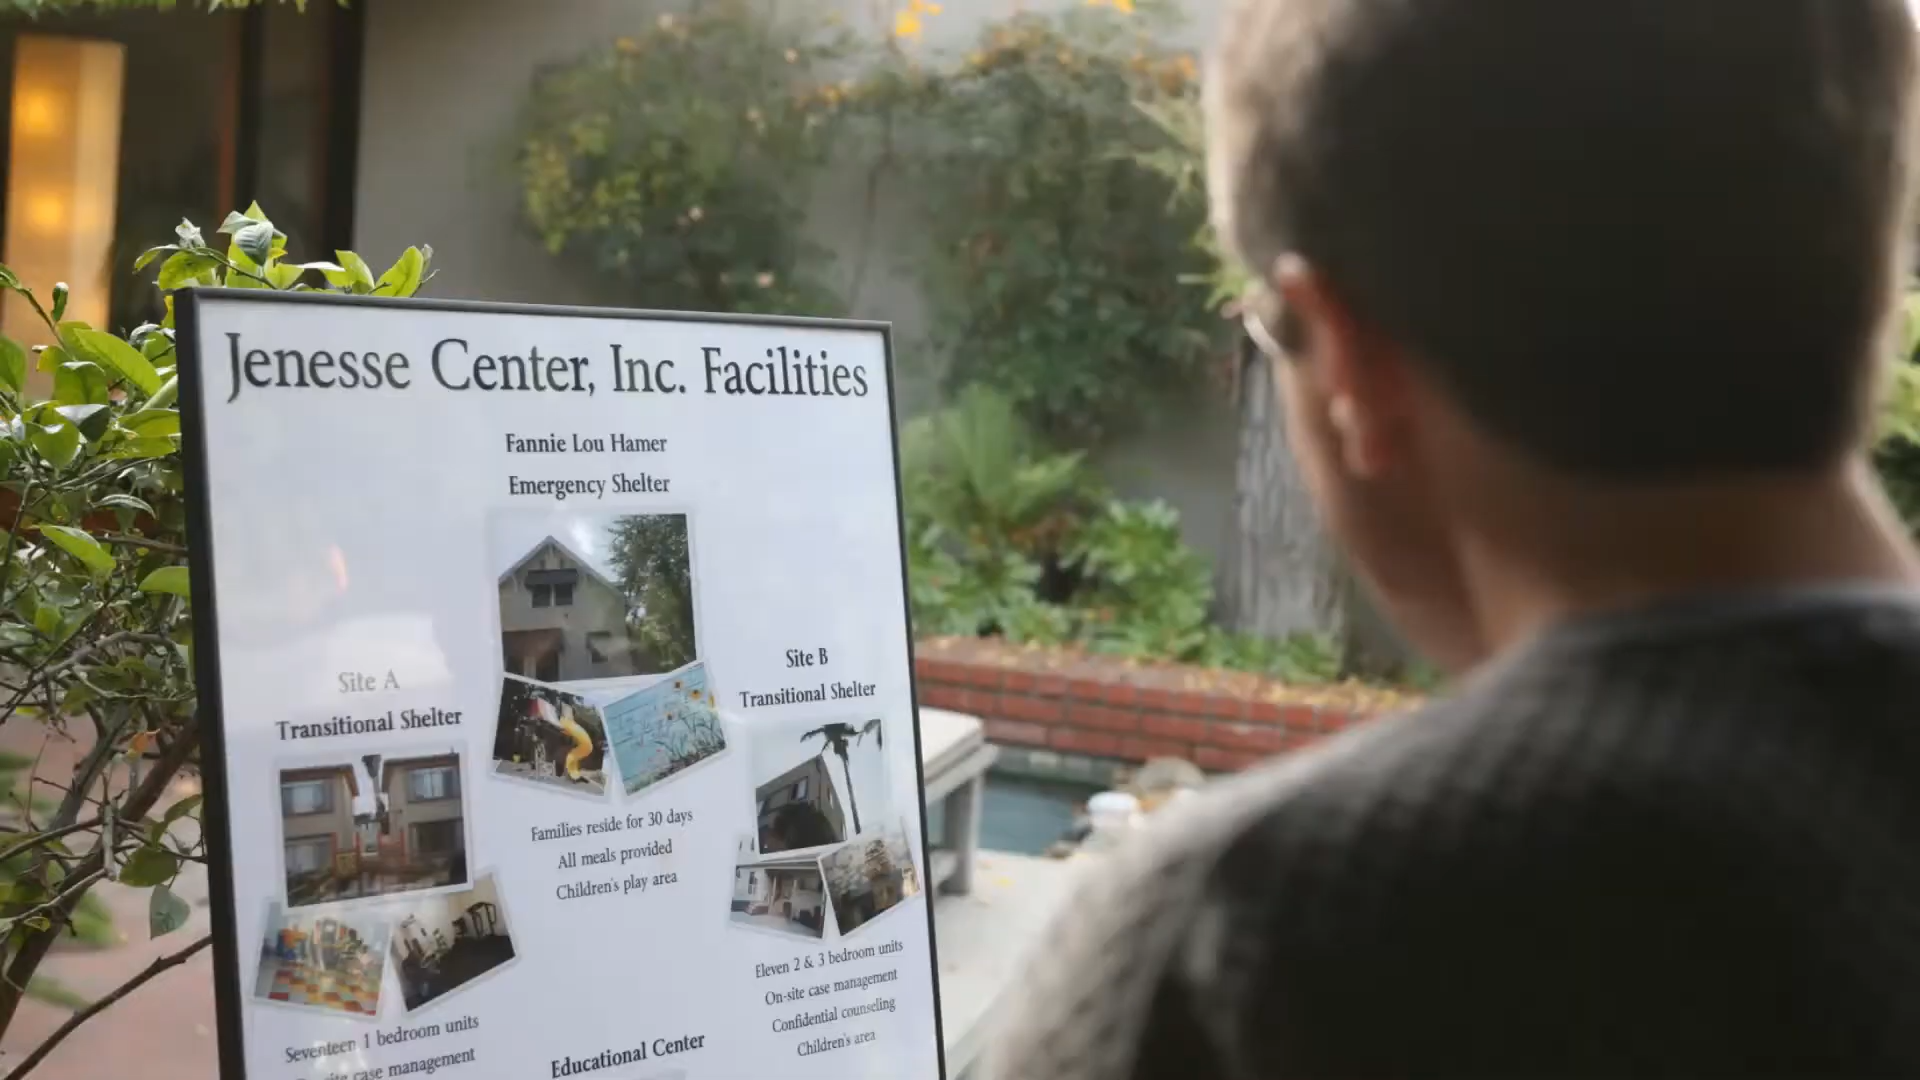 Jenesse Center, Inc. Facilities
Fannie Lou Hamer
Emergency Shelter
Families reside for 30 days
All meals provided
Children's play area
Site A
Transitional Shelter
Seventeen 1 bedroom units
case management
Site B
Transitional Shelter
Eleven 2 & 3 bedroom units
On-site case management
Confidential counseling
Children's area
Educational Center